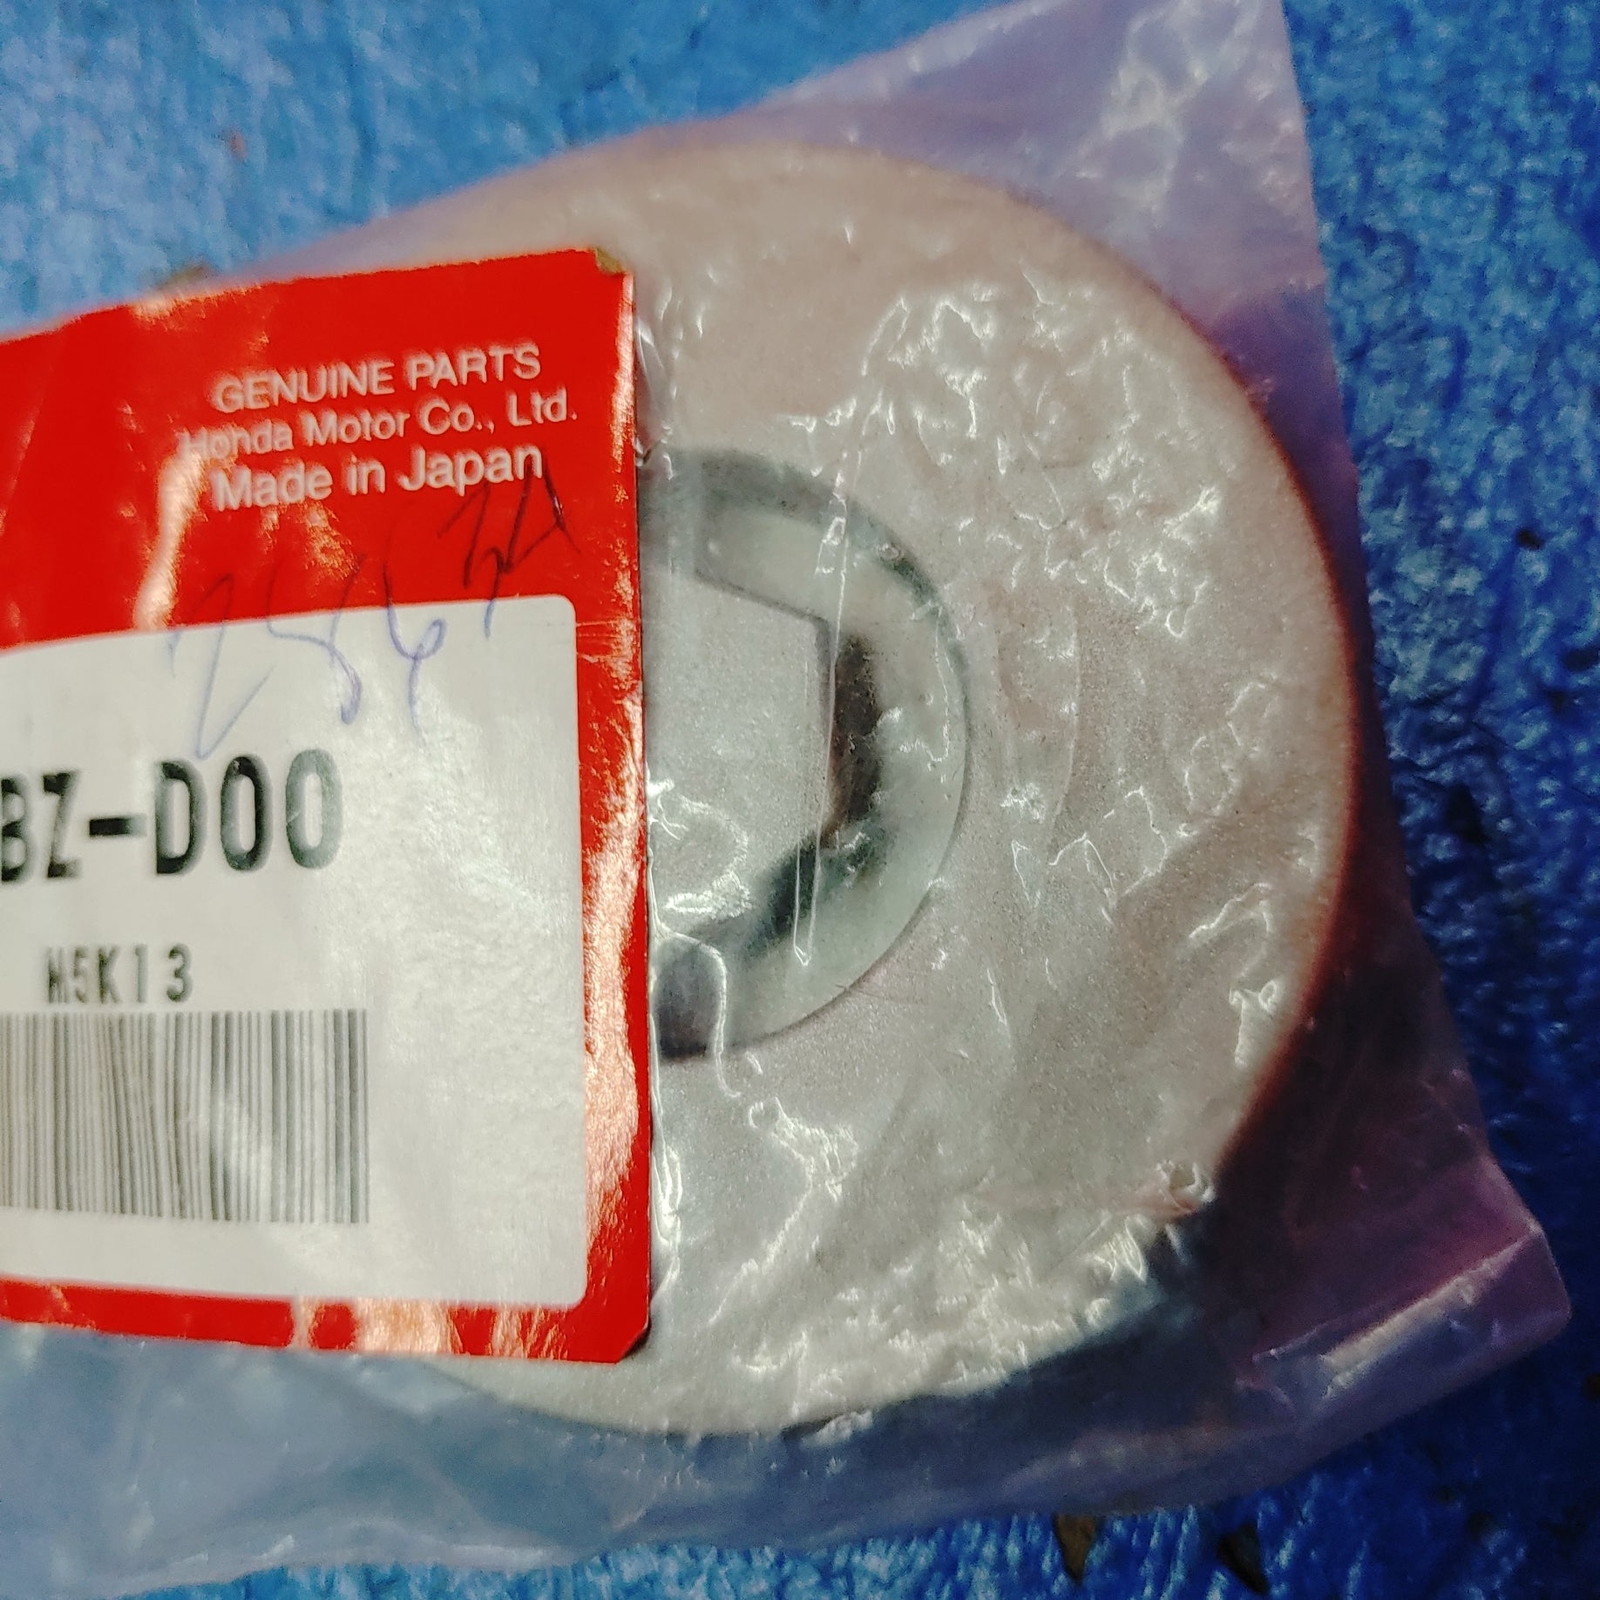 GENUINE PARTS
Honda Motor Co., Ltd.
Made in Japan
BZ-D00
M5K13